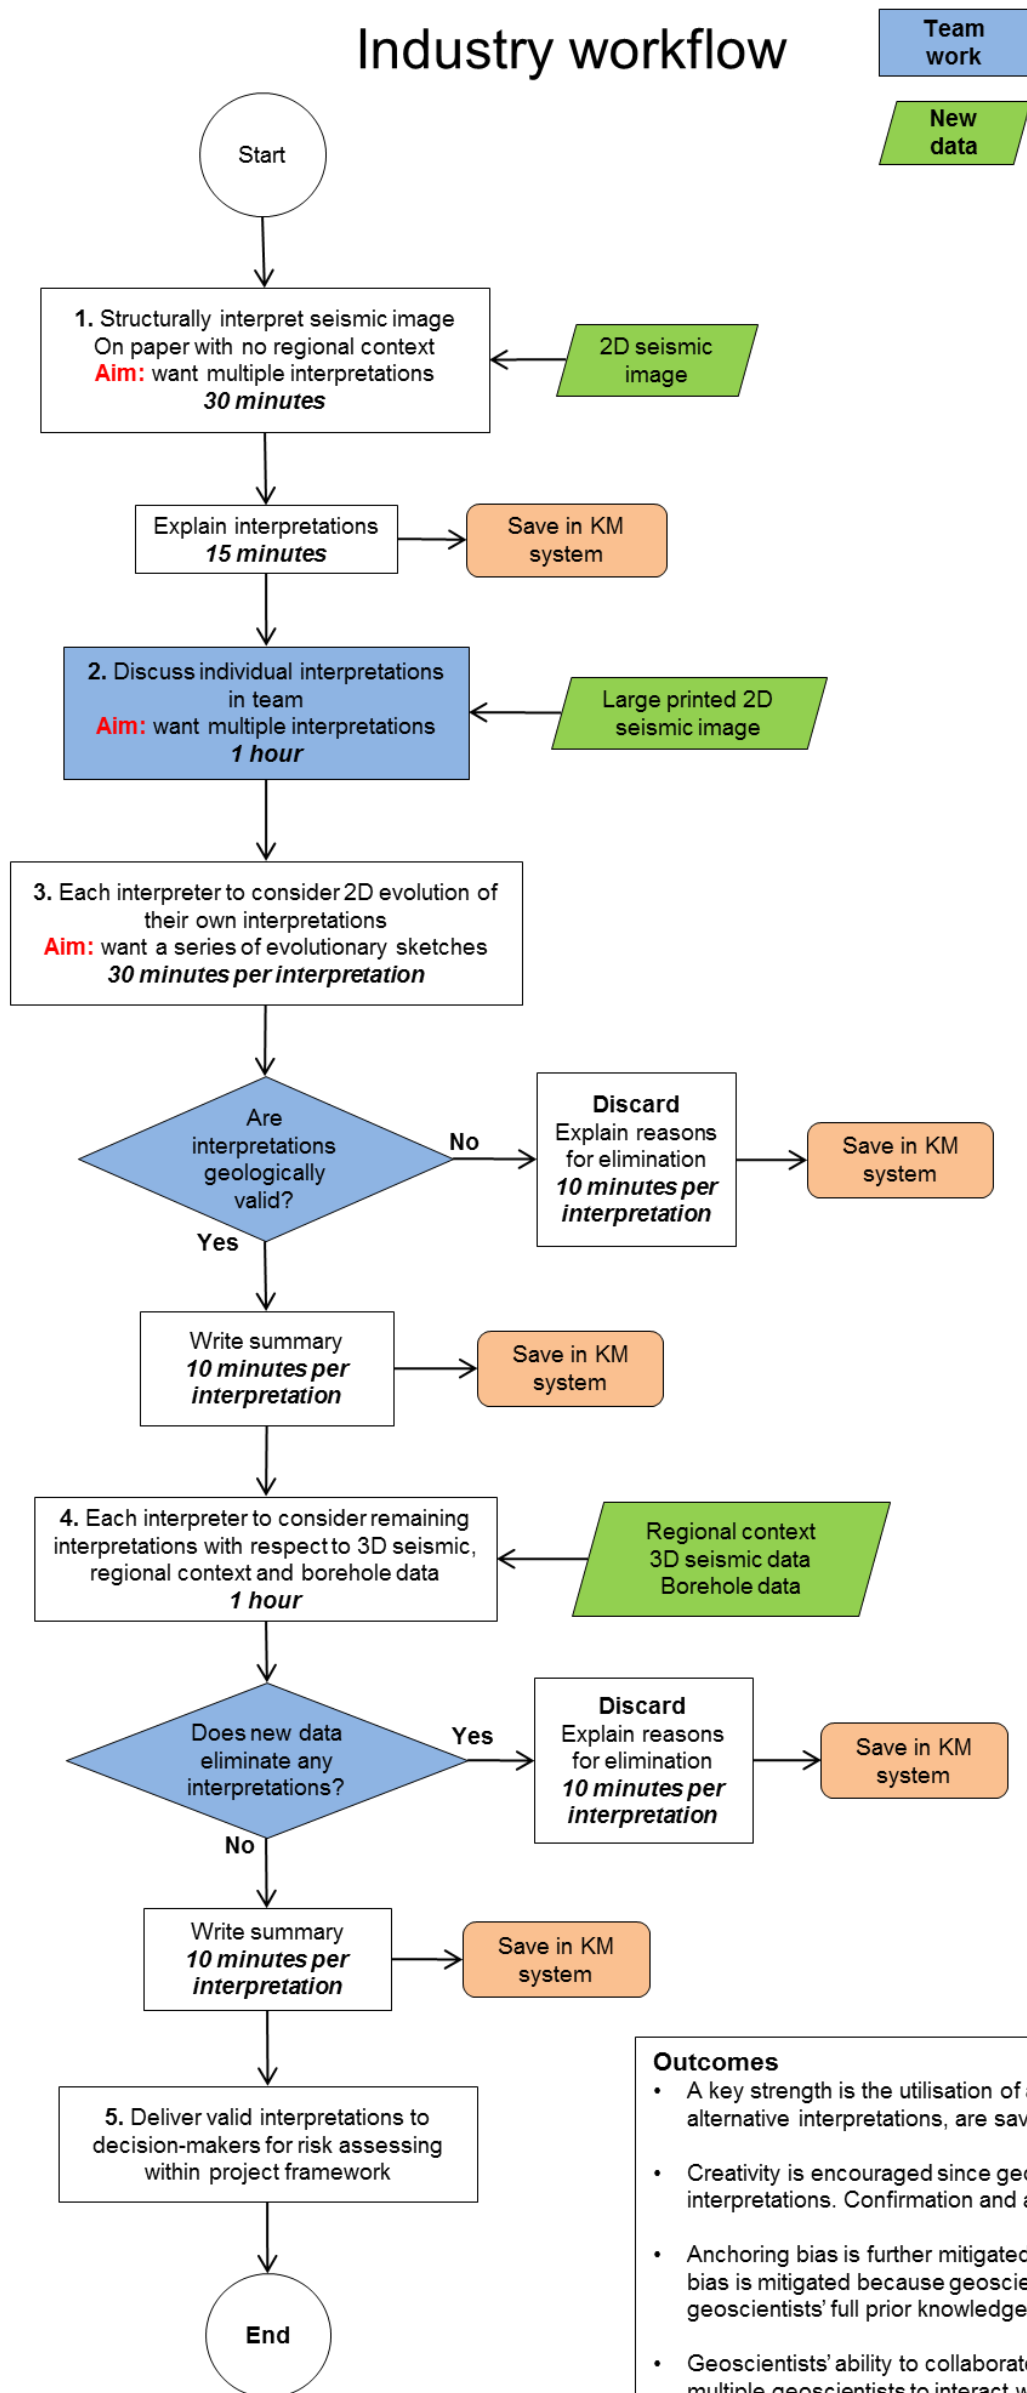 Industry workflow
Team
work
New
data
Start
1. Structurally interpret seismic image
On paper with no regional context
Aim: want multiple interpretations
30 minutes
2D seismic
image
Explain interpretations
15 minutes
Save in KM
system
2. Discuss individual interpretations
in team
Aim: want multiple interpretations
1 hour
Large printed 2D
seismic image
3. Each interpreter to consider 2D evolution of
their own interpretations
Aim: want a series of evolutionary sketches
30 minutes per interpretation
Are
interpretations
geologically
valid?
No
Discard
Explain reasons
for elimination
10 minutes per
interpretation
Save in KM
system
Yes
Write summary
10 minutes per
interpretation
Save in KM
system
4. Each interpreter to consider remaining
interpretations with respect to 3D seismic,
regional context and borehole data
1 hour
Regional context
3D seismic data
Borehole data
Does new data
eliminate any
interpretations?
Yes
Discard
Explain reasons
for elimination
10 minutes per
interpretation
Save in KM
system
No
Write summary
10 minutes per
interpretation
Save in KM
system
5. Deliver valid interpretations to
decision-makers for risk assessing
within project framework
End
Outcomes
• A key strength is the utilisation of
alternative interpretations, are
• Creativity is encouraged since
interpretations. Confirmation and
• Anchoring bias is further mitigated
bias is mitigated because
geoscientists' full prior knowledge
• Geoscientists' ability to
multiple geoscientists to interact